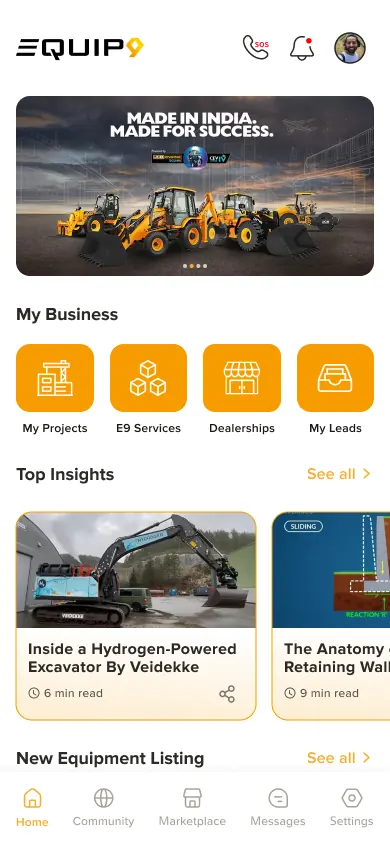 EQUIP9
SOS
MADE IN INDIA.
MADE FOR SUCCESS.
My Business
My Projects
E9 Services
Dealerships
My Leads
Top Insights
See all
SLIDING
REACTION 'R'
Inside a Hydrogen-Powered
Excavator By Veidekke
6 min read
The Anatomy
Retaining Wal
9 min read
New Equipment Listing
See all
Home
Community
Marketplace
Messages
Settings